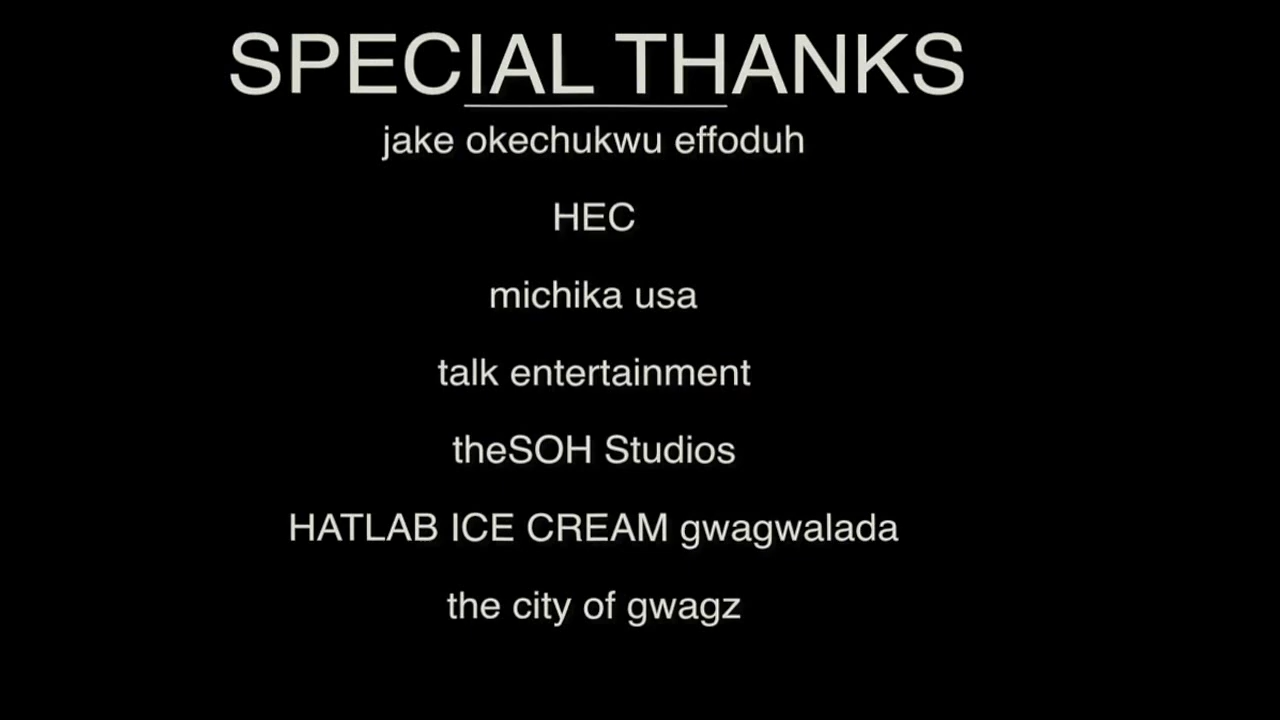 SPECIAL THANKS
jake okechukwu effoduh
HEC
michika usa
talk entertainment
theSOH Studios
HATLAB ICE CREAM gwagwalada
the city of gwagz